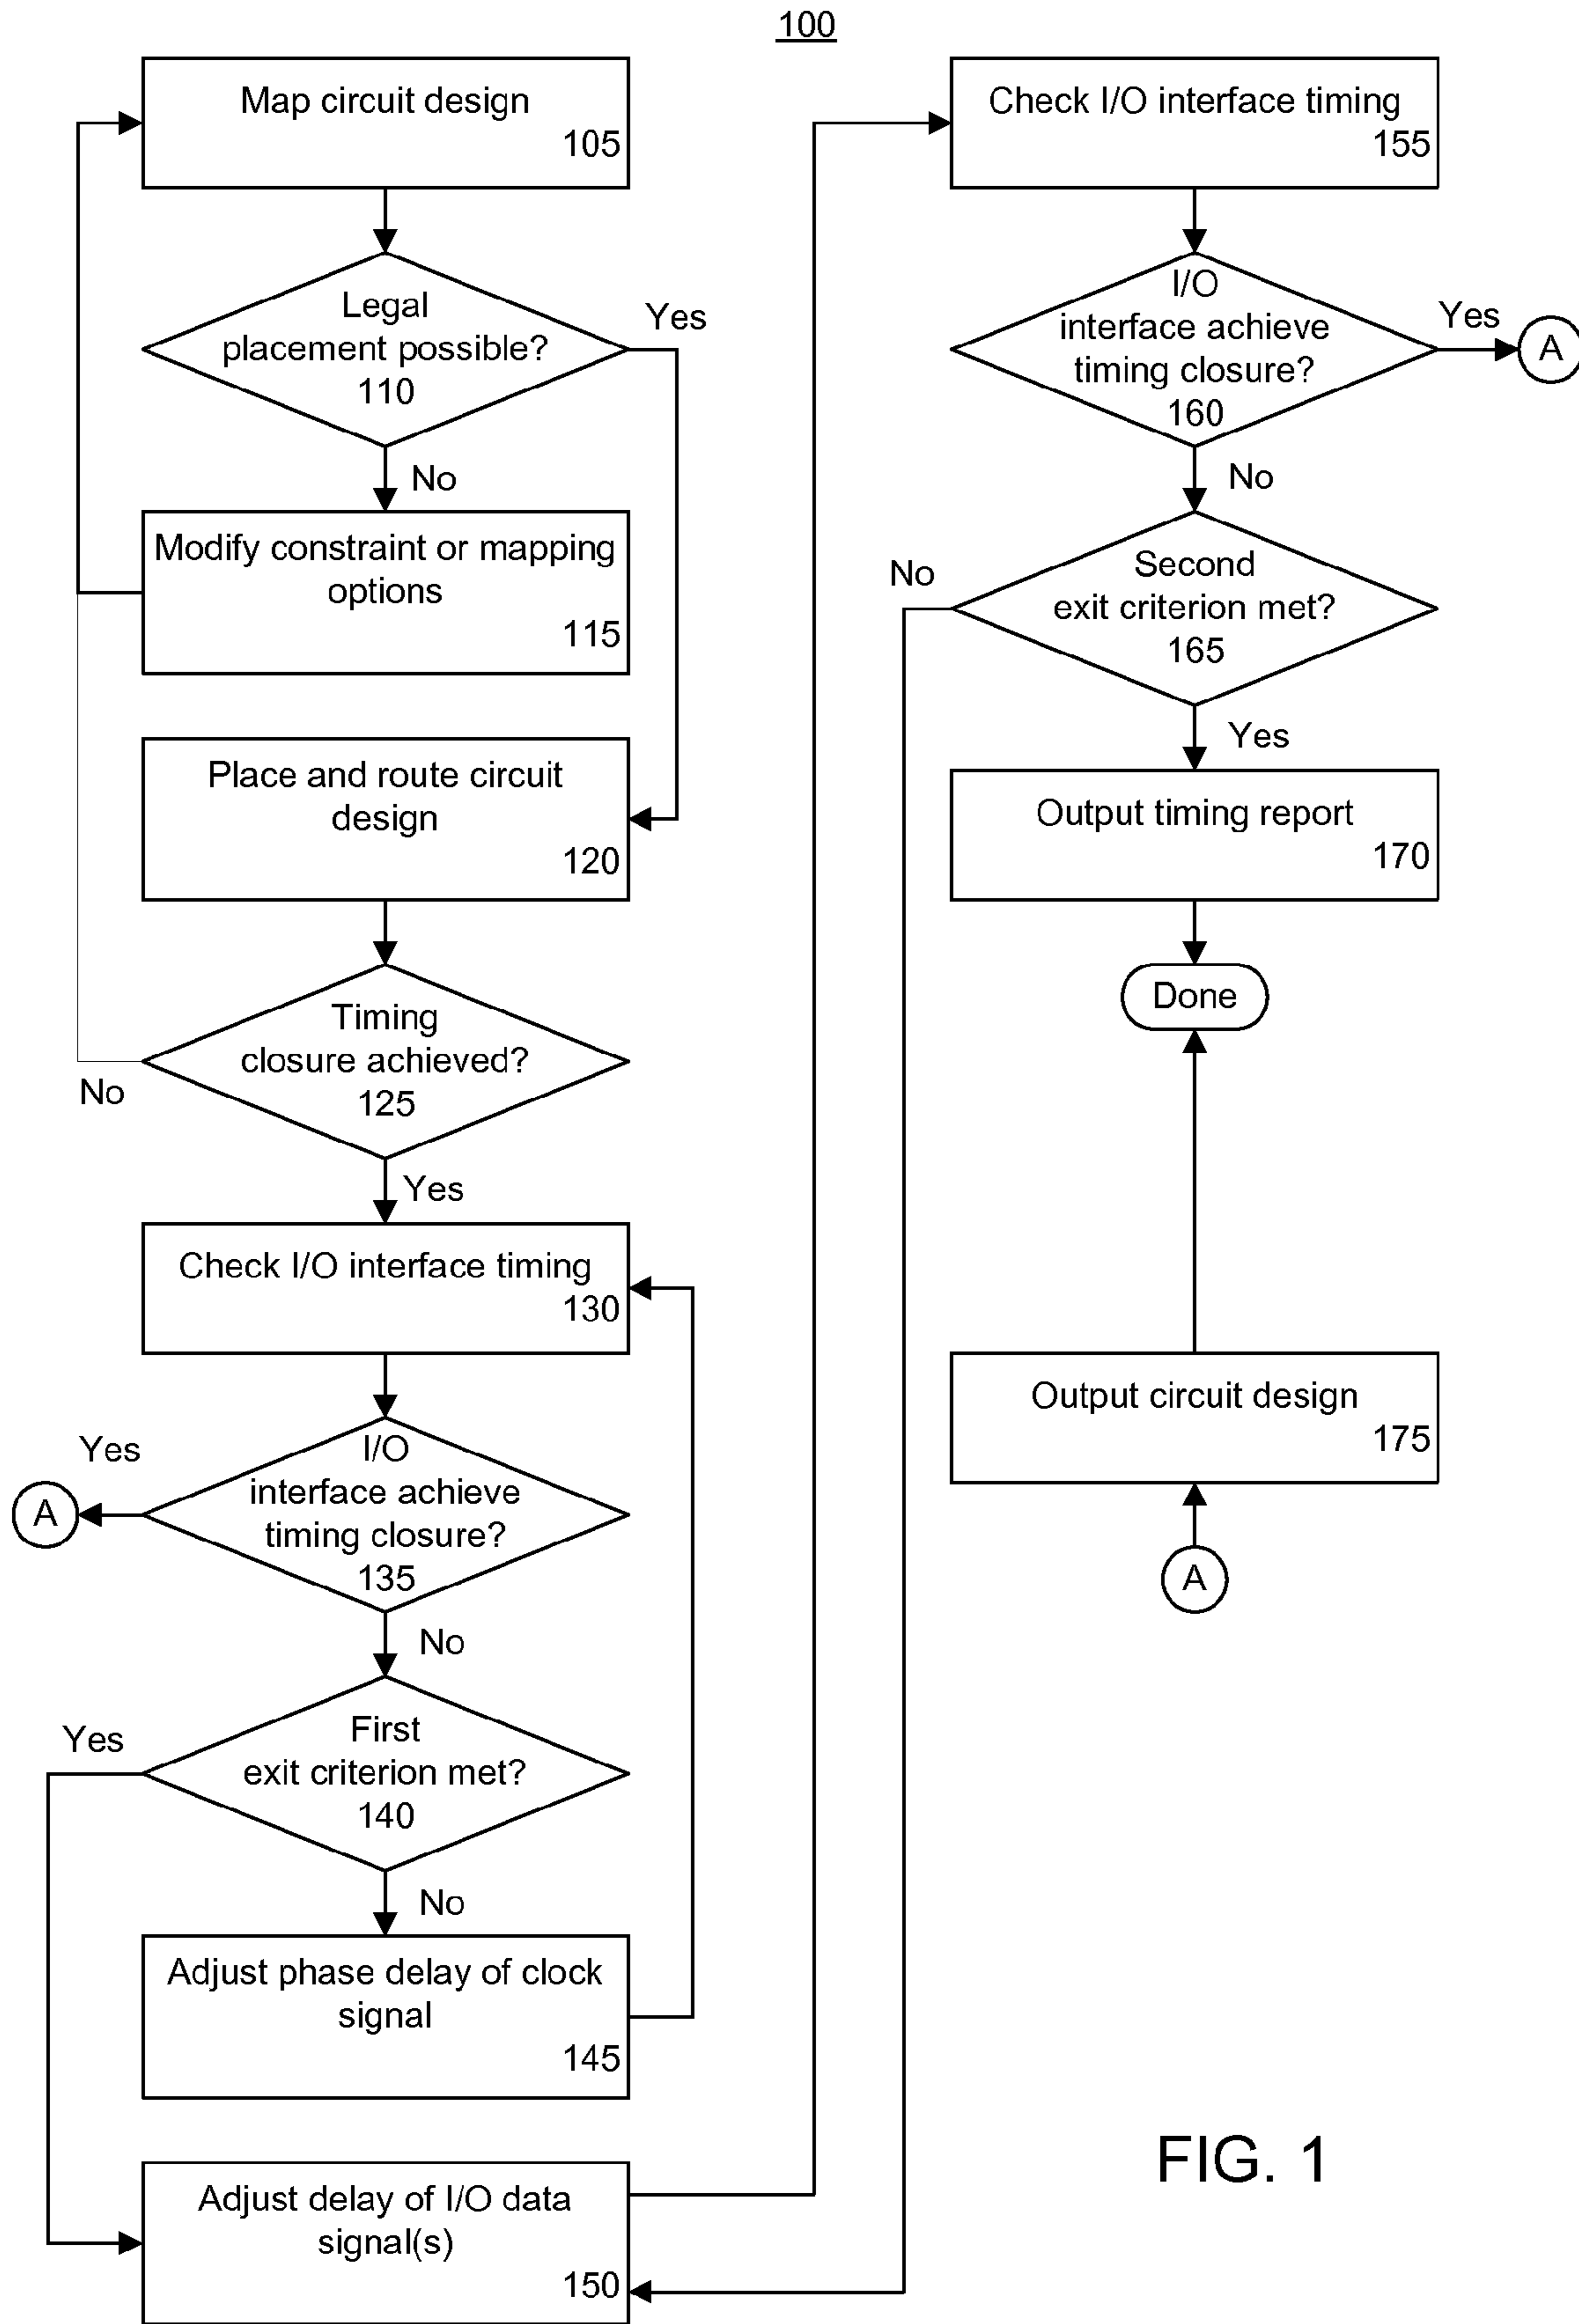 100
Map circuit design
105
Legal
placement possible?
110
Yes
No
Modify constraint or mapping
options
115
Place and route circuit
design
120
Timing
closure achieved?
125
No
Yes
Check I/O interface timing
130
I/O
interface achieve
timing closure?
135
Yes
A
No
First
exit criterion met?
140
Yes
No
Adjust phase delay of clock
signal
145
Adjust delay of I/O data
signal(s)
150
Check I/O interface timing
155
I/O
interface achieve
timing closure?
160
Yes
A
No
Second
exit criterion met?
165
No
Yes
Output timing report
170
Done
Output circuit design
175
A
FIG. 1